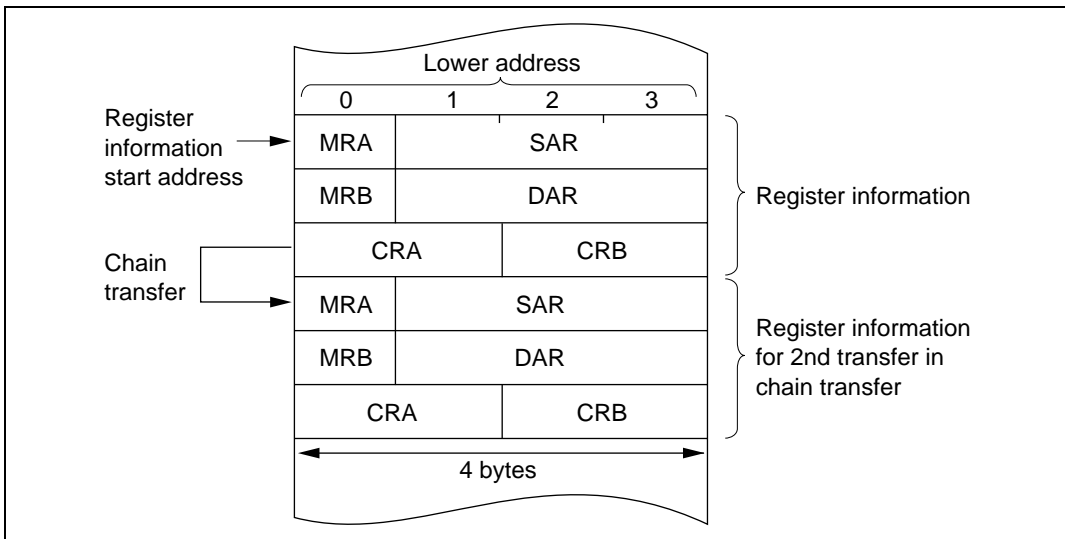 Lower address
0 1 2 3
Register
information
start address
MRA SAR
MRB DAR
Register information
CRA CRB
Chain
transfer
MRA SAR
MRB DAR
Register information
for 2nd transfer in
chain transfer
CRA CRB
4 bytes